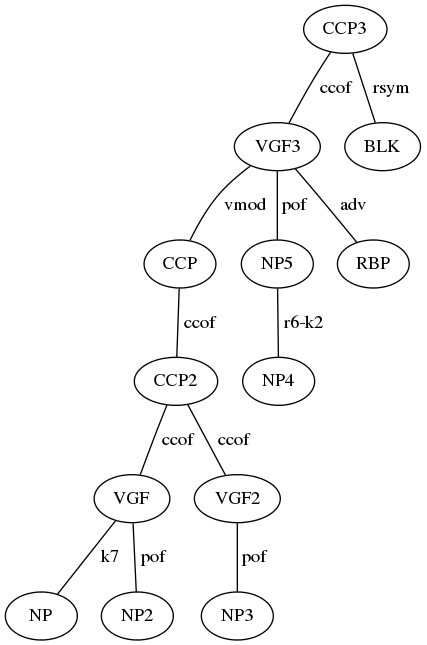 CCP3
ccof rsym
VGF3 BLK
vmod pof adv
CCP NP5 RBP
ccof r6-k2
CCP2 NP4
ccof ccof
VGF VGF2
k7 pof pof
NP NP2 NP3